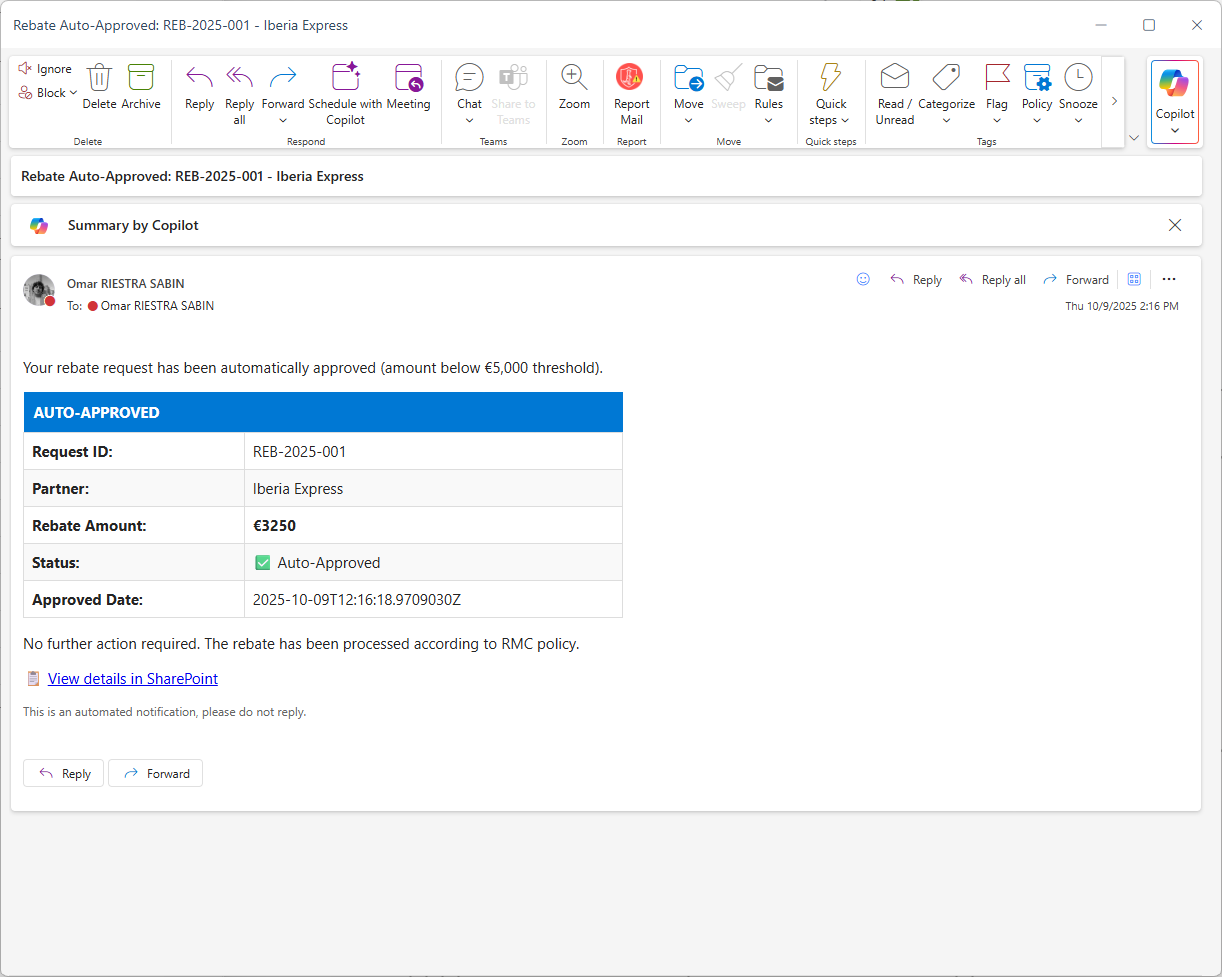 Rebate Auto-Approved: REB-2025-001 - Iberia Express
Ignore
Block
Delete
Archive
Delete
Reply
Reply all
Forward
Schedule with Copilot
Meeting
Respond
Chat
Share to Teams
Teams
Zoom
Zoom
Report Mail
Report
Move
Sweep
Rules
Move
Quick steps
Quick steps
Read / Unread
Categorize
Flag
Policy
Snooze
Tags
Copilot
Rebate Auto-Approved: REB-2025-001 - Iberia Express
Summary by Copilot
Omar RIESTRA SABIN
To: Omar RIESTRA SABIN
Reply
Reply all
Forward
Thu 10/9/2025 2:16 PM
Your rebate request has been automatically approved (amount below €5,000 threshold).
AUTO-APPROVED
Request ID: REB-2025-001
Partner: Iberia Express
Rebate Amount: €3250
Status: ✅ Auto-Approved
Approved Date: 2025-10-09T12:16:18.9709030Z
No further action required. The rebate has been processed according to RMC policy.
📋 View details in SharePoint
This is an automated notification, please do not reply.
Reply
Forward